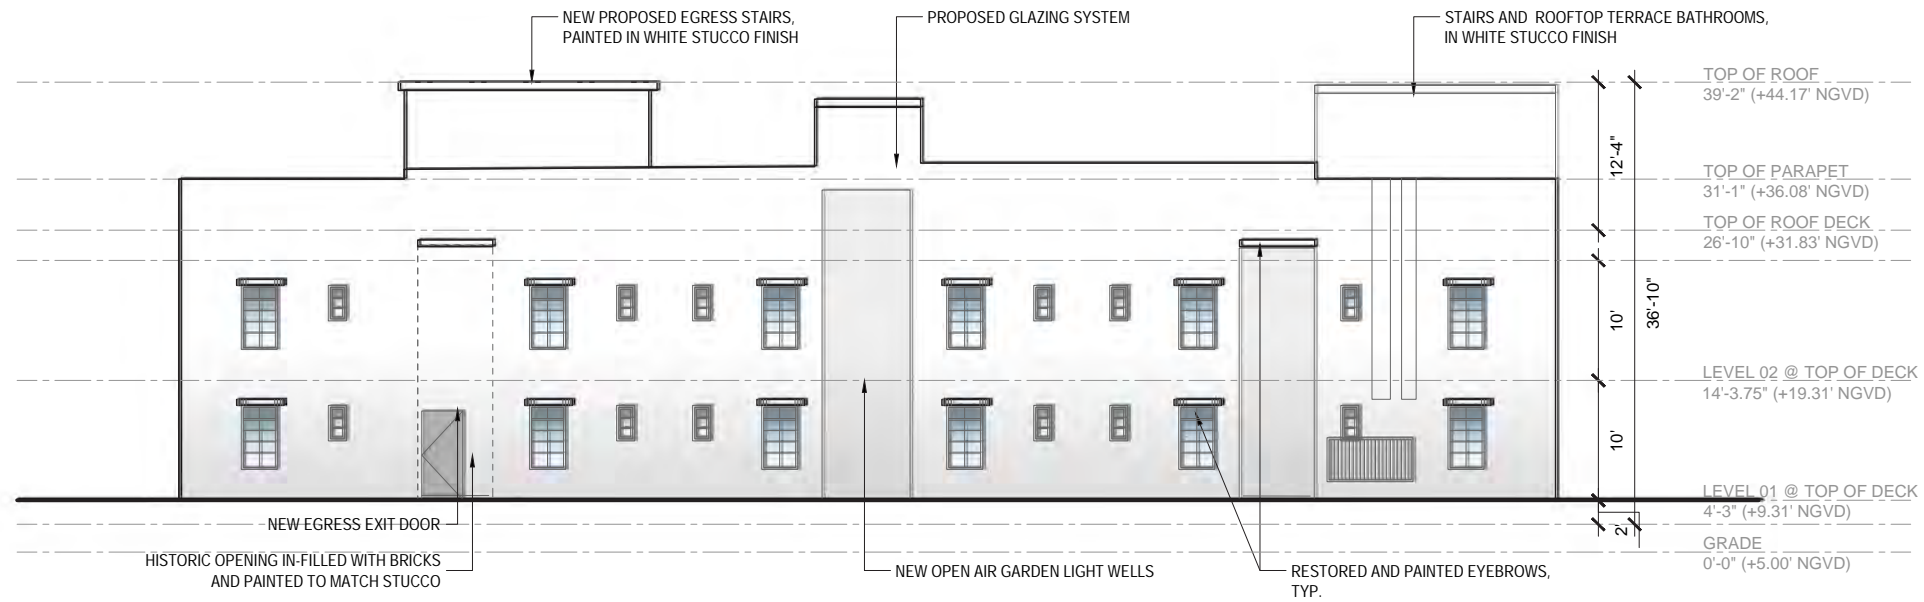 NEW PROPOSED EGRESS STAIRS,
PAINTED IN WHITE STUCCO FINISH
PROPOSED GLAZING SYSTEM
STAIRS AND ROOFTOP TERRACE BATHROOMS,
IN WHITE STUCCO FINISH
TOP OF ROOF
39'-2" (+44.17' NGVD)
12'-4"
TOP OF PARAPET
31'-1" (+36.08' NGVD)
TOP OF ROOF DECK
26'-10" (+31.83' NGVD)
10'
36'-10"
LEVEL 02 @ TOP OF DECK
14'-3.75" (+19.31' NGVD)
10'
LEVEL 01 @ TOP OF DECK
4'-3" (+9.31' NGVD)
2'
GRADE
0'-0" (+5.00' NGVD)
NEW EGRESS EXIT DOOR
HISTORIC OPENING IN-FILLED WITH BRICKS
AND PAINTED TO MATCH STUCCO
NEW OPEN AIR GARDEN LIGHT WELLS
RESTORED AND PAINTED EYEBROWS,
TYP.